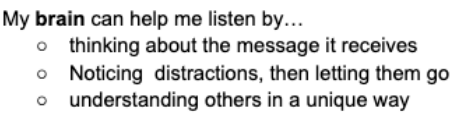 My brain can help me listen by…
○ thinking about the message it receives
○ Noticing  distractions, then letting them go
○ understanding others in a unique way